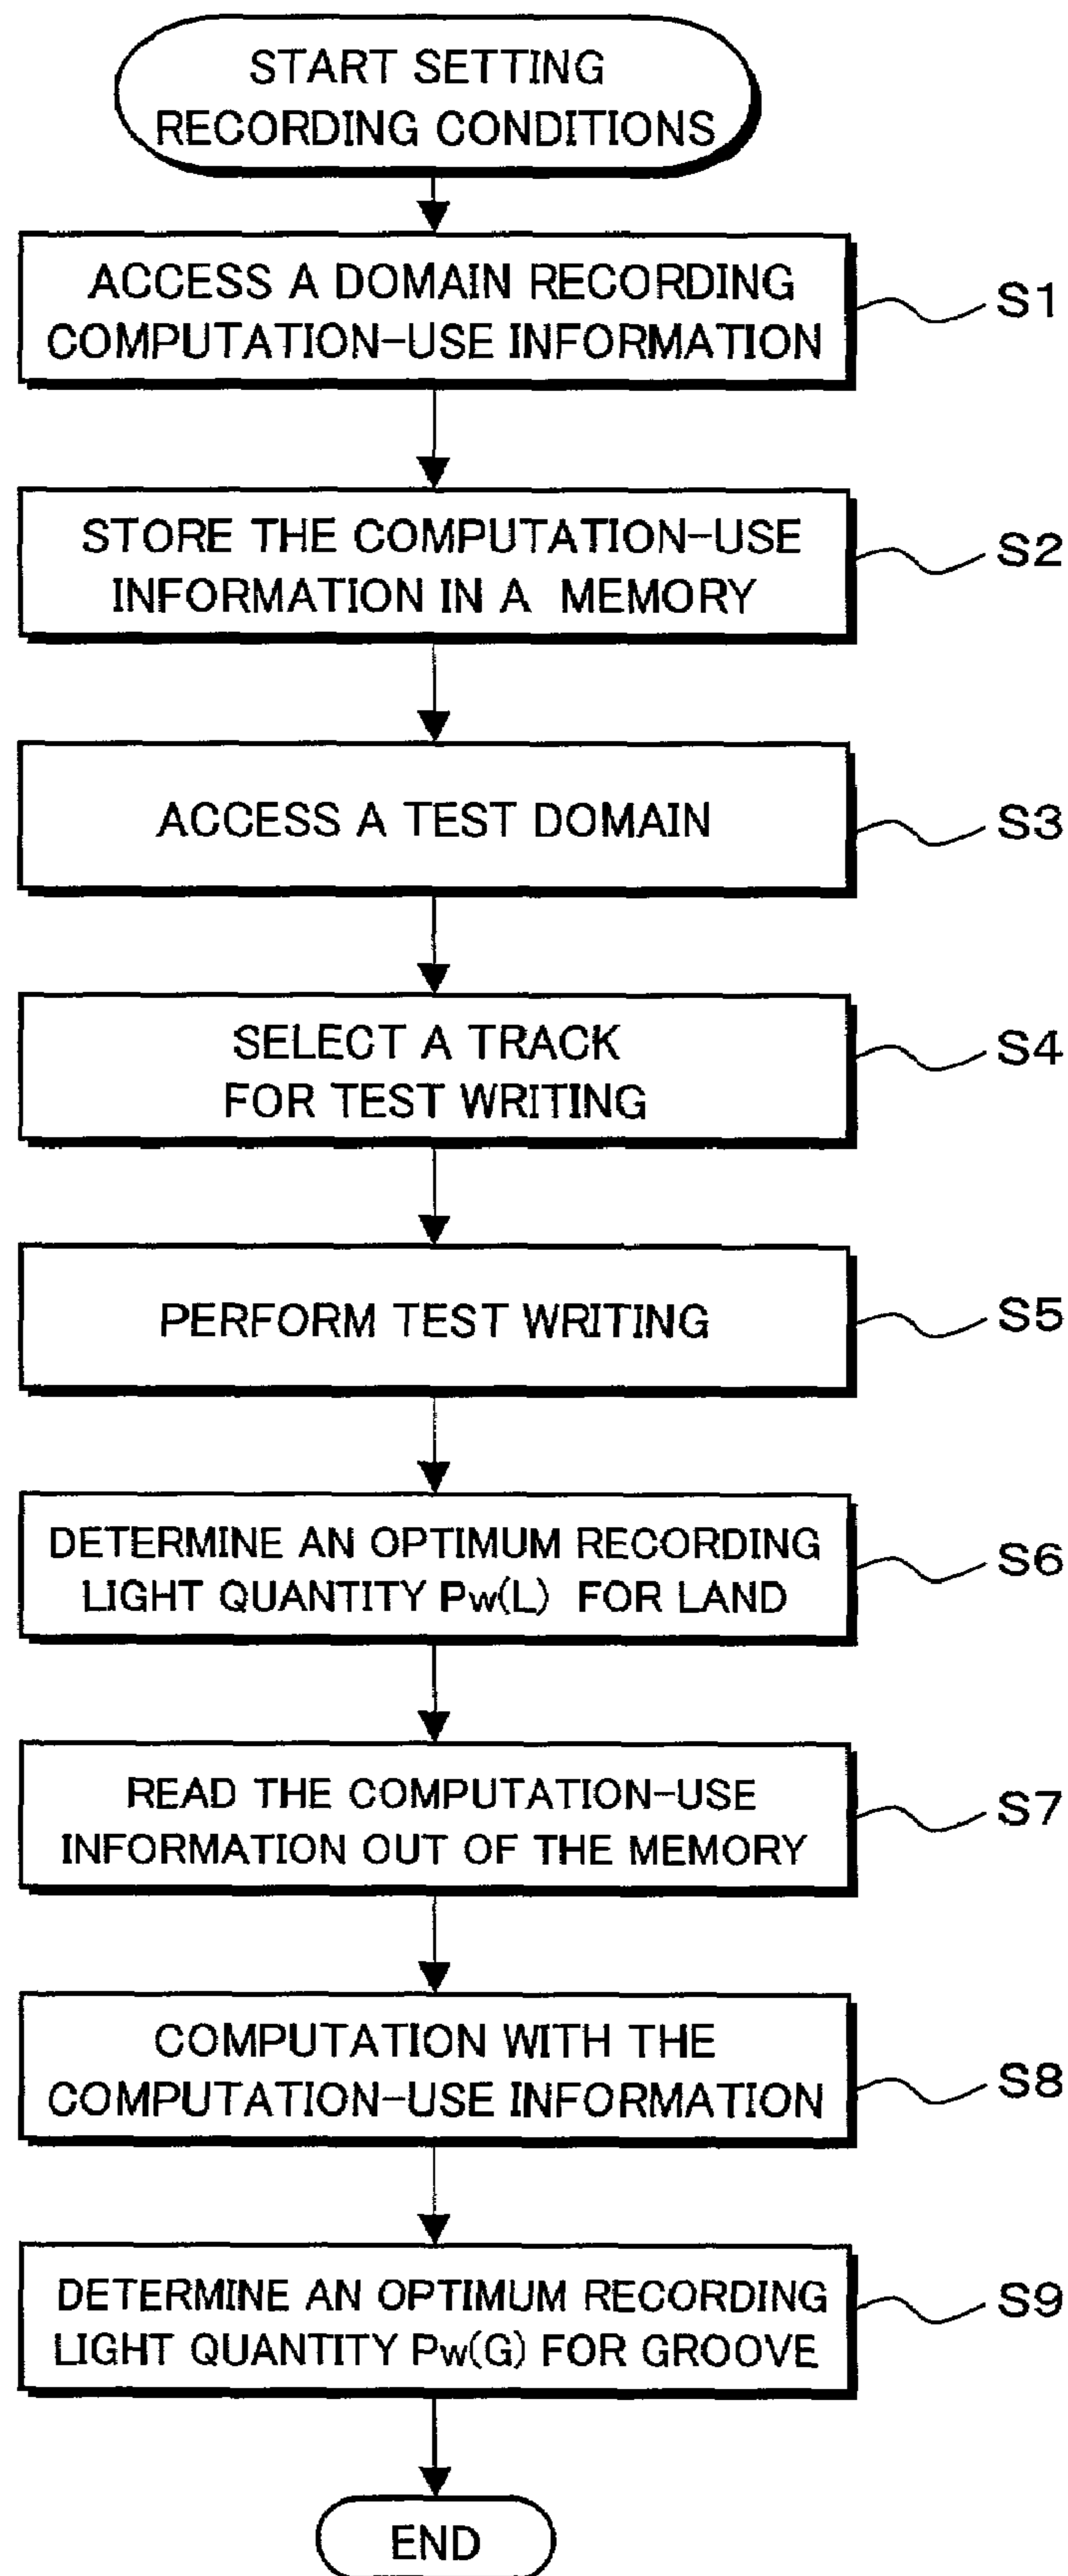 START SETTING
RECORDING CONDITIONS
ACCESS A DOMAIN RECORDING
COMPUTATION-USE INFORMATION
S1
STORE THE COMPUTATION-USE
INFORMATION IN A MEMORY
S2
ACCESS A TEST DOMAIN
S3
SELECT A TRACK
FOR TEST WRITING
S4
PERFORM TEST WRITING
S5
DETERMINE AN OPTIMUM RECORDING
LIGHT QUANTITY Pw(L) FOR LAND
S6
READ THE COMPUTATION-USE
INFORMATION OUT OF THE MEMORY
S7
COMPUTATION WITH THE
COMPUTATION-USE INFORMATION
S8
DETERMINE AN OPTIMUM RECORDING
LIGHT QUANTITY Pw(G) FOR GROOVE
S9
END